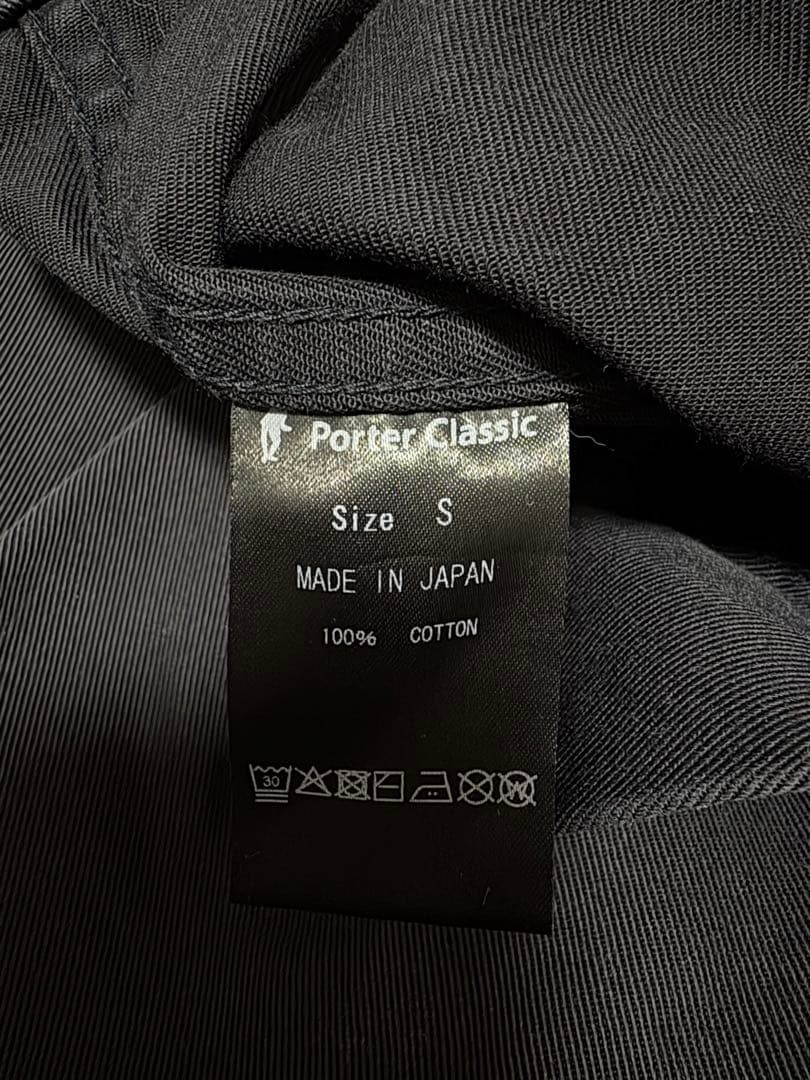 Porter Classic
Size S
MADE IN JAPAN
100% COTTON
30
W